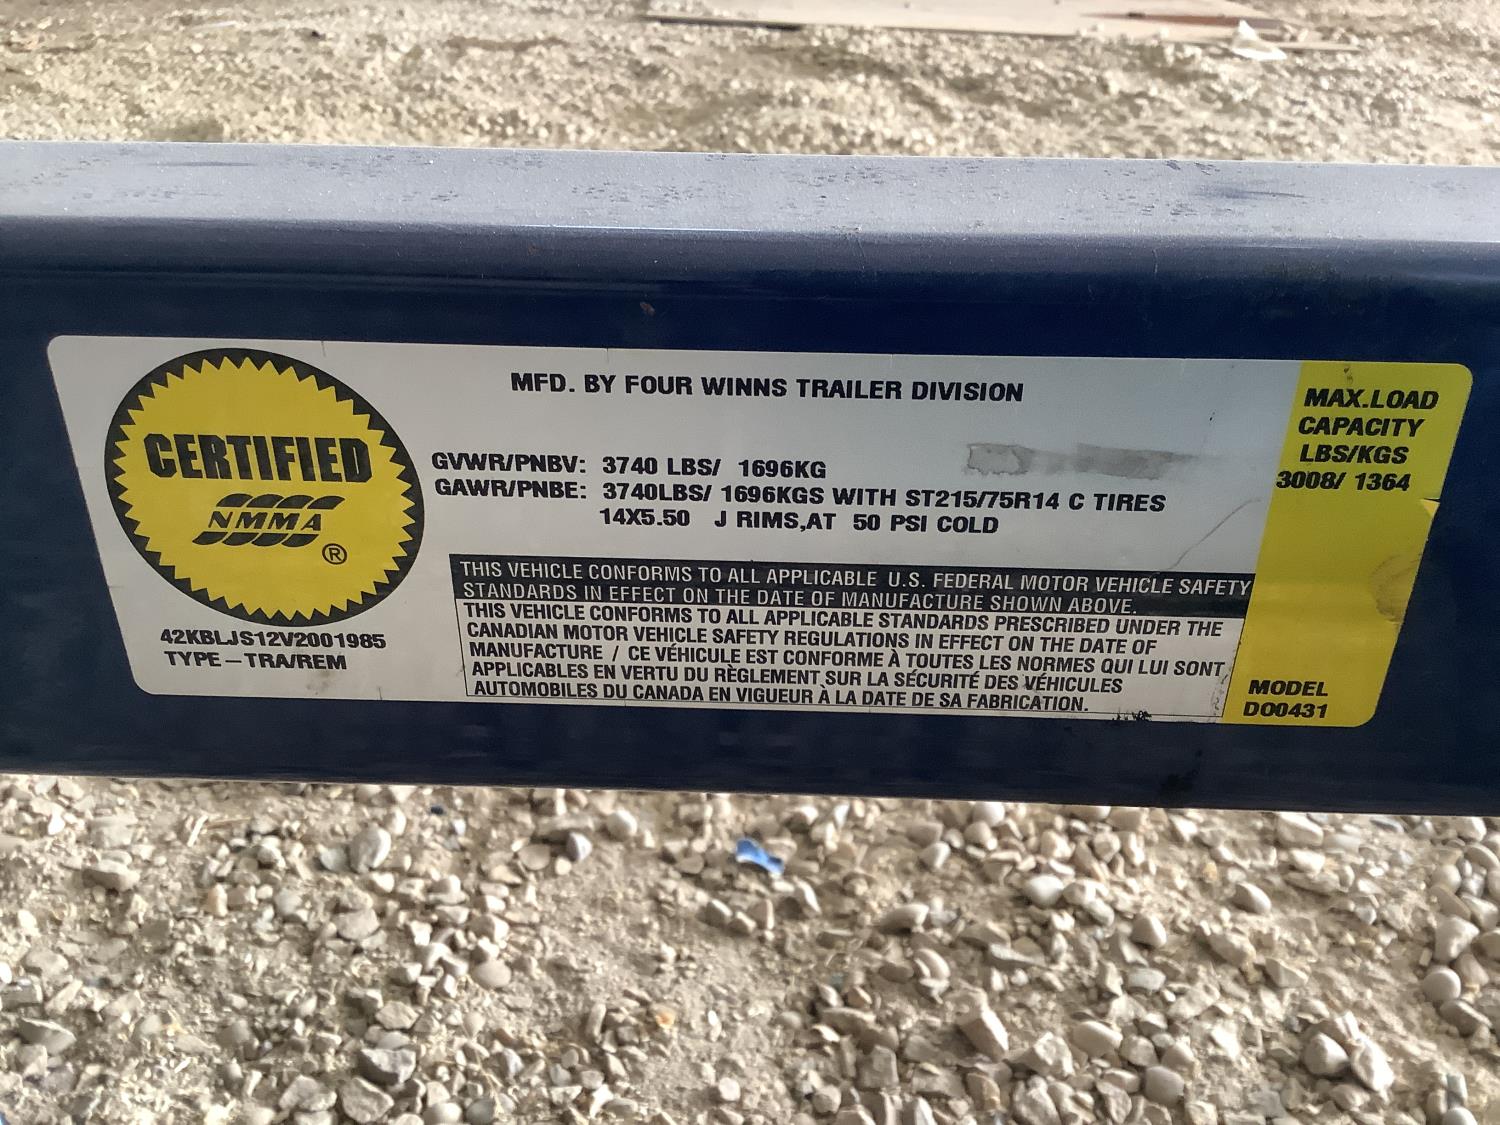 CERTIFIED
NMMA
®
42KBLJS12V2001985
TYPE-TRA/REM
MFD. BY FOUR WINNS TRAILER DIVISION
GVWR/PNBV: 3740 LBS/ 1696KG
GAWR/PNBE: 3740LBS/ 1696KGS WITH ST215/75R14 C TIRES
14X5.50 J RIMS,AT 50 PSI COLD
THIS VEHICLE CONFORMS TO ALL APPLICABLE U.S. FEDERAL MOTOR VEHICLE SAFETY
STANDARDS IN EFFECT ON THE DATE OF MANUFACTURE SHOWN ABOVE.
THIS VEHICLE CONFORMS TO ALL APPLICABLE STANDARDS PRESCRIBED UNDER THE
CANADIAN MOTOR VEHICLE SAFETY REGULATIONS IN EFFECT ON THE DATE OF
MANUFACTURE / CE VÉHICULE EST CONFORME À TOUTES LES NORMES QUI LUI SONT
APPLICABLES EN VERTU DU RÈGLEMENT SUR LA SÉCURITÉ DES VÉHICULES
AUTOMOBILES DU CANADA EN VIGUEUR À LA DATE DE SA FABRICATION.
MAX.LOAD
CAPACITY
LBS/KGS
3008/ 1364
MODEL
DO0431